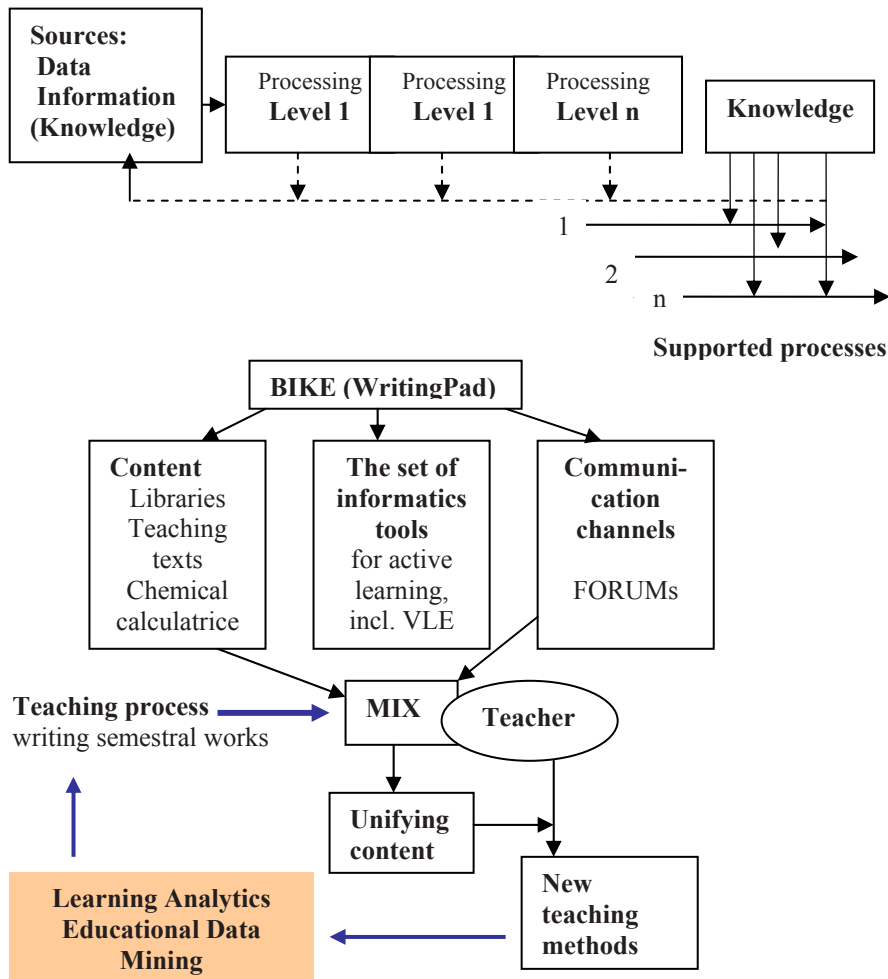 Sources:
Data
Information
(Knowledge)
Processing
Level 1
Processing
Level 1
Processing
Level n
Knowledge
1
2
n
Supported processes
BIKE (WritingPad)
Content
Libraries
Teaching
texts
Chemical
calculatrice
The set of
informatics
tools
for active
learning,
incl. VLE
Communi-
cation
channels
FORUMs
Teaching process
writing semestral works
MIX
Teacher
Unifying
content
New
teaching
methods
Learning Analytics
Educational Data
Mining